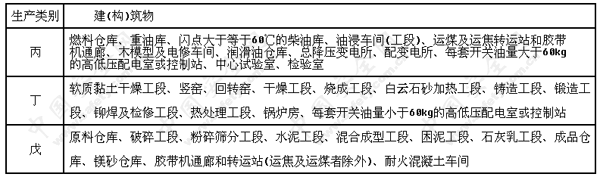 生产类别 建(构)筑物
丙
燃料仓库、重油库、闪点大于等于60℃的柴油库、油浸车间(工段)、运煤及运焦转运站和胶带
机通廊、木模型及电修车间、润滑油仓库、总降压变电所、配变电所、每套开关油量大于60kg
的高低压配电室或控制站、中心试验室、检验室
丁
软质黏土干燥工段、竖窑、回转窑、干燥工段、烧成工段、白云石砂加热工段、铸造工段、锻造工
段、铆焊及检修工段、热处理工段、锅炉房、每套开关油量小于60kg的高低压配电室或控制站
戊
原料仓库、破碎工段、粉碎筛分工段、水泥工段、混合成型工段、困泥工段、石灰乳工段、成品仓
库、镁砂仓库、胶带机通廊和转运站(运焦及运煤者除外)、耐火混凝土车间